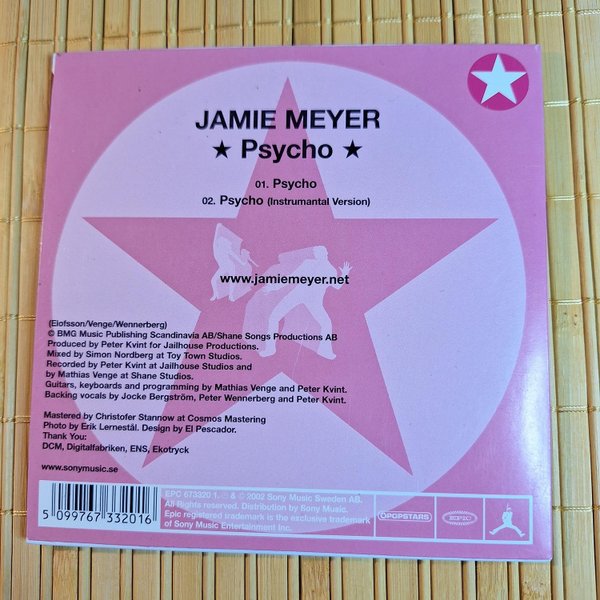 JAMIE MEYER
★ Psycho ★
01. Psycho
02. Psycho (Instrumantal Version)
www.jamiemeyer.net
(Elofsson/Venge/Wennerberg)
© BMG Music Publishing Scandinavia AB/Shane Songs Productions AB
Produced by Peter Kvint for Jailhouse Productions.
Mixed by Simon Nordberg at Toy Town Studios.
Recorded by Peter Kvint at Jailhouse Studios and
by Mathias Venge at Shane Studios.
Guitars, keyboards and programming by Mathias Venge and Peter Kvint.
Backing vocals by Jocke Bergström, Peter Wennerberg and Peter Kvint.
Mastered by Christofer Stannow at Cosmos Mastering
Photo by Erik Lernestål. Design by El Pescador.
Thank You:
DCM, Digitalfabriken, ENS, Ekotryck
www.sonymusic.se
EPC 673320 1. ℗ & © 2002 Sony Music Sweden AB.
All rights reserved. Distribution by Sony Music.
Epic registered trademark is the exclusive trademark
of Sony Music Entertainment Inc.
5 099767 332016
POPSTARS
EPIC